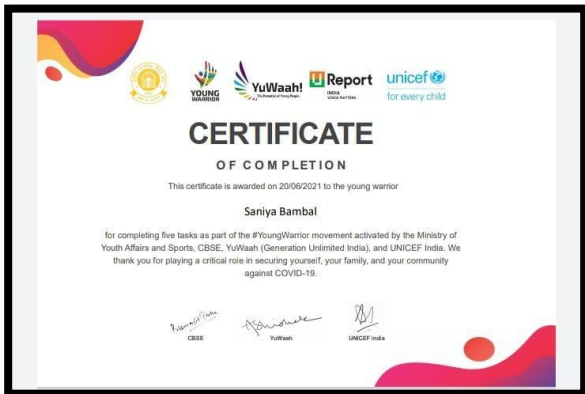 YOUNG
WARRIOR
YuWaah!
U Report
INDIA
VOICE MATTERS
unicef
for every child
CERTIFICATE
OF COMPLETION
This certificate is awarded on 20/06/2021 to the young warrior
Saniya Bambal
for completing five tasks as part of the #YoungWarrior movement activated by the Ministry of
Youth Affairs and Sports, CBSE, YuWaah (Generation Unlimited India), and UNICEF India. We
thank you for playing a critical role in securing yourself, your family, and your community
against COVID-19.
CBSE
YuWaah
UNICEF India